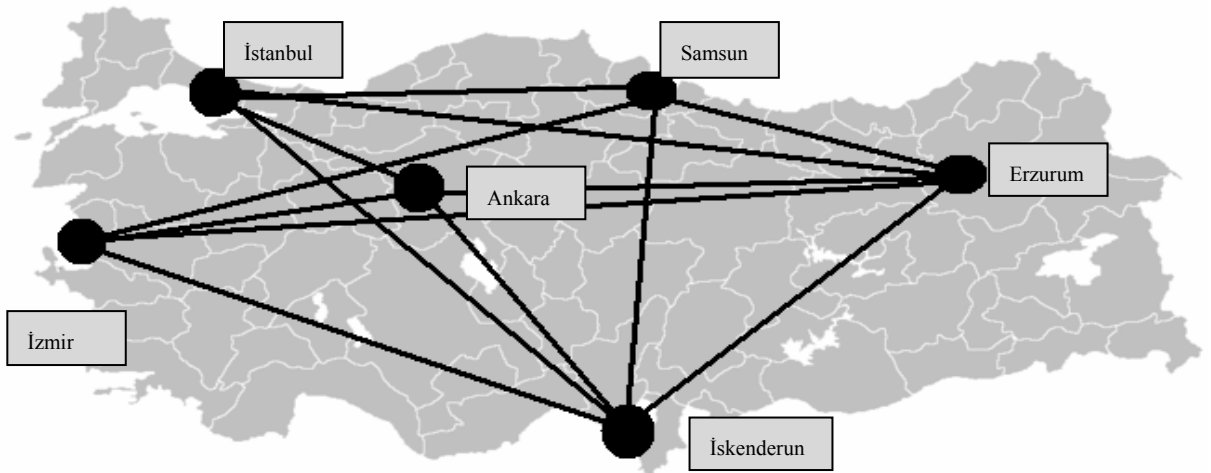 İstanbul
Samsun
Ankara
Erzurum
İzmir
İskenderun